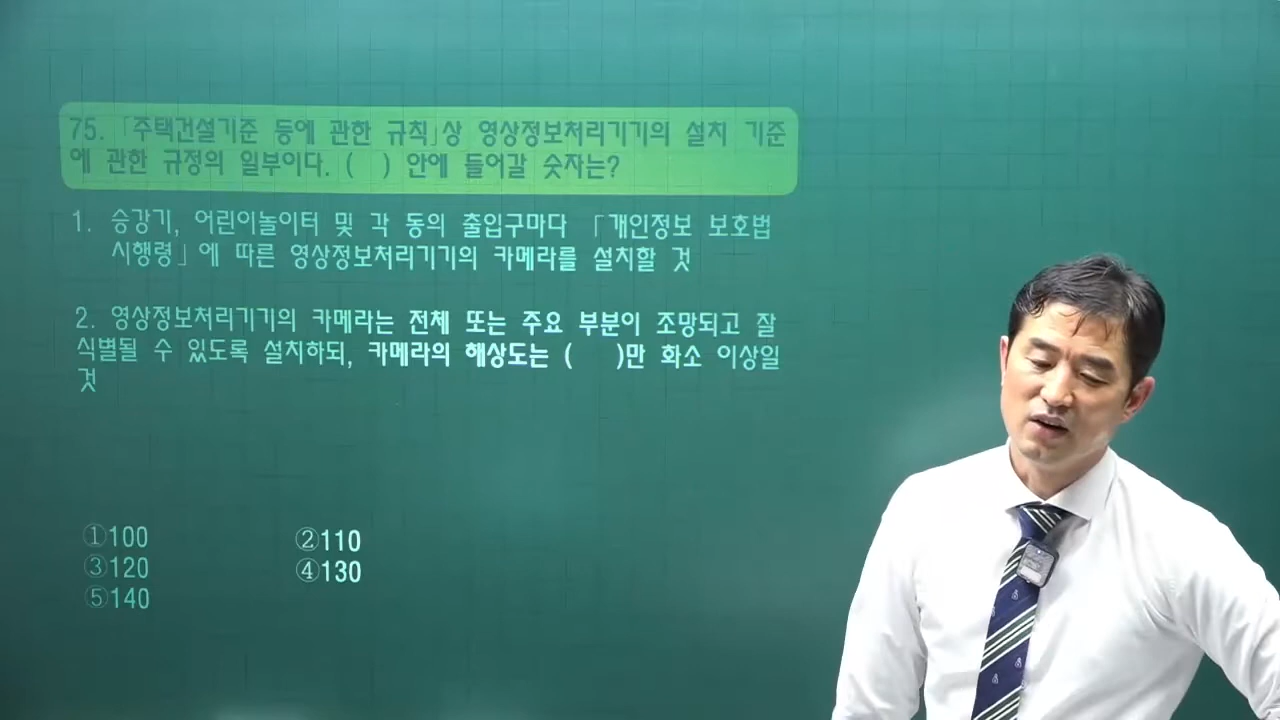 75. 「주택건설기준 등에 관한 규칙」상 영상정보처리기기의 설치 기준
에 관한 규정의 일부이다. (   ) 안에 들어갈 숫자는?
1. 승강기, 어린이놀이터 및 각 동의 출입구마다 「개인정보 보호법
시행령」에 따른 영상정보처리기기의 카메라를 설치할 것
2. 영상정보처리기기의 카메라는 전체 또는 주요 부분이 조망되고 잘
식별될 수 있도록 설치하되, 카메라의 해상도는 (    )만 화소 이상일
것
①100 ②110
③120 ④130
⑤140